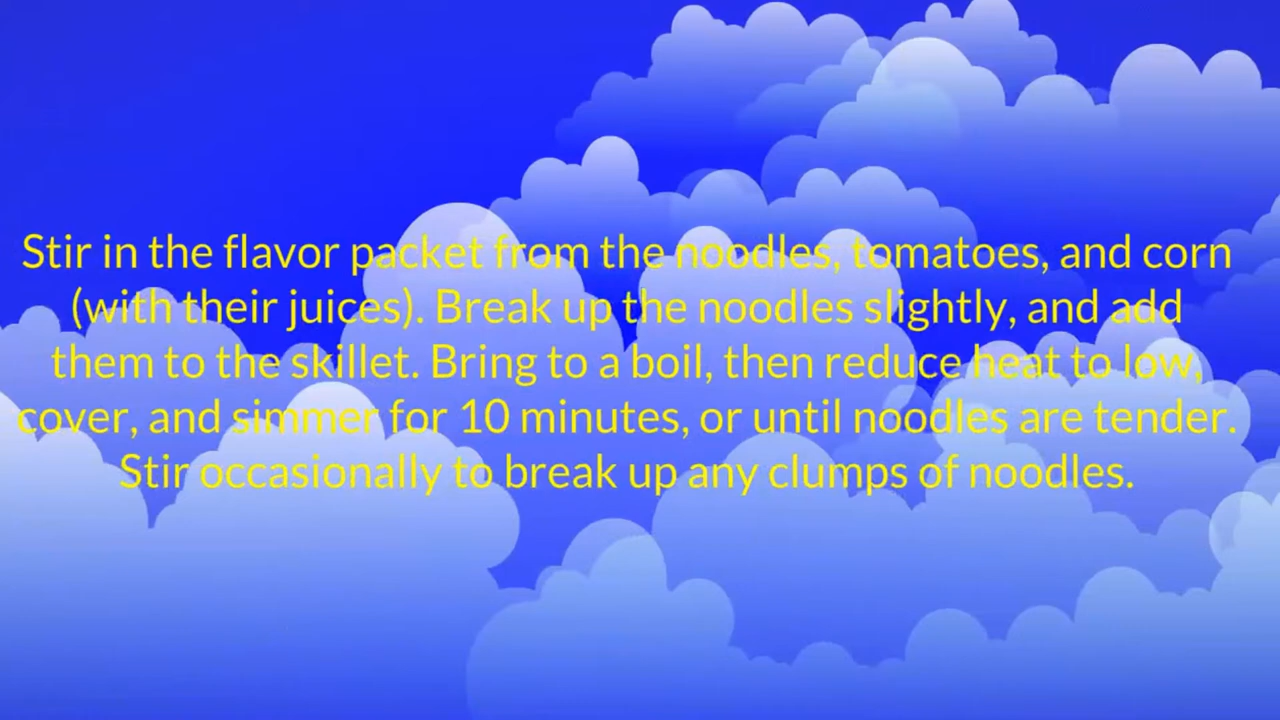 Stir in the flavor packet from the noodles, tomatoes, and corn
(with their juices). Break up the noodles slightly, and add
them to the skillet. Bring to a boil, then reduce heat to low,
cover, and simmer for 10 minutes, or until noodles are tender.
Stir occasionally to break up any clumps of noodles.